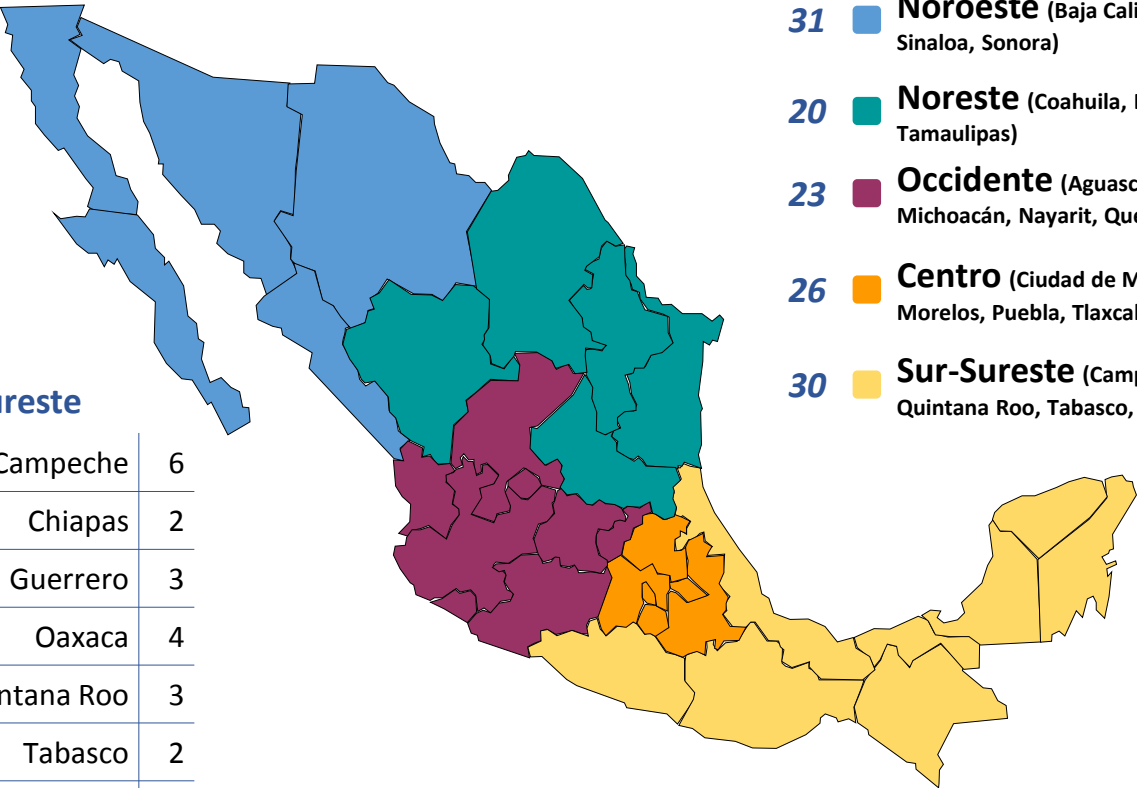 31 Noroeste (Baja Cali
Sinaloa, Sonora)
20 Noreste (Coahuila,
Tamaulipas)
23 Occidente (Aguasc
Michoacán, Nayarit, Que
26 Centro (Ciudad de M
Morelos, Puebla, Tlaxcal
30 Sur-Sureste (Camp
Quintana Roo, Tabasco,
ureste
Campeche 6
Chiapas 2
Guerrero 3
Oaxaca 4
ntana Roo 3
Tabasco 2